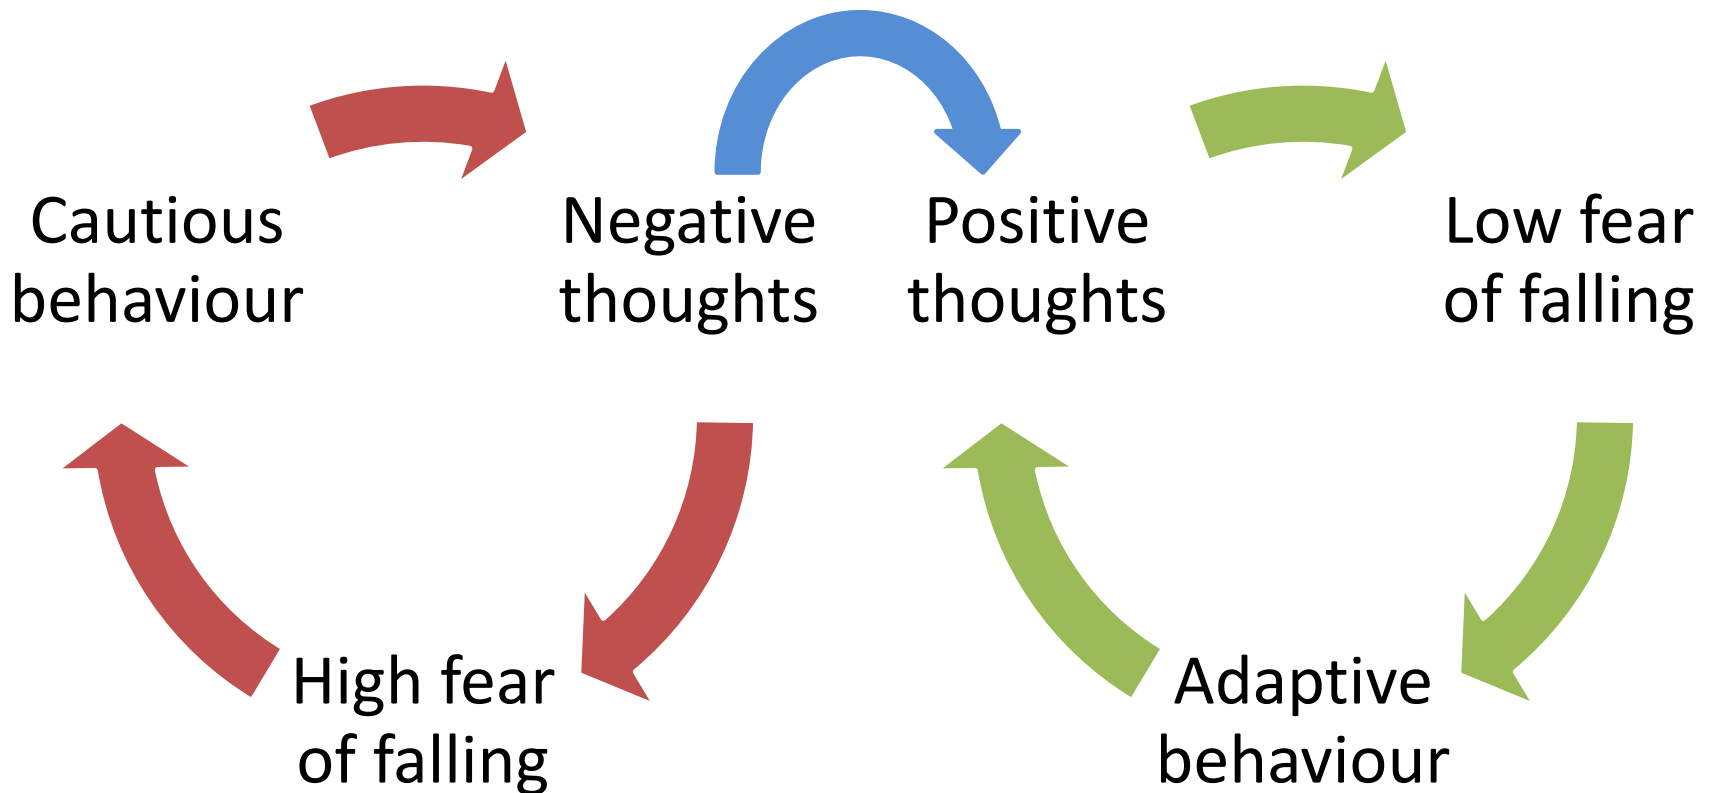 Cautious
behaviour
Negative
thoughts
Positive
thoughts
Low fear
of falling
High fear
of falling
Adaptive
behaviour